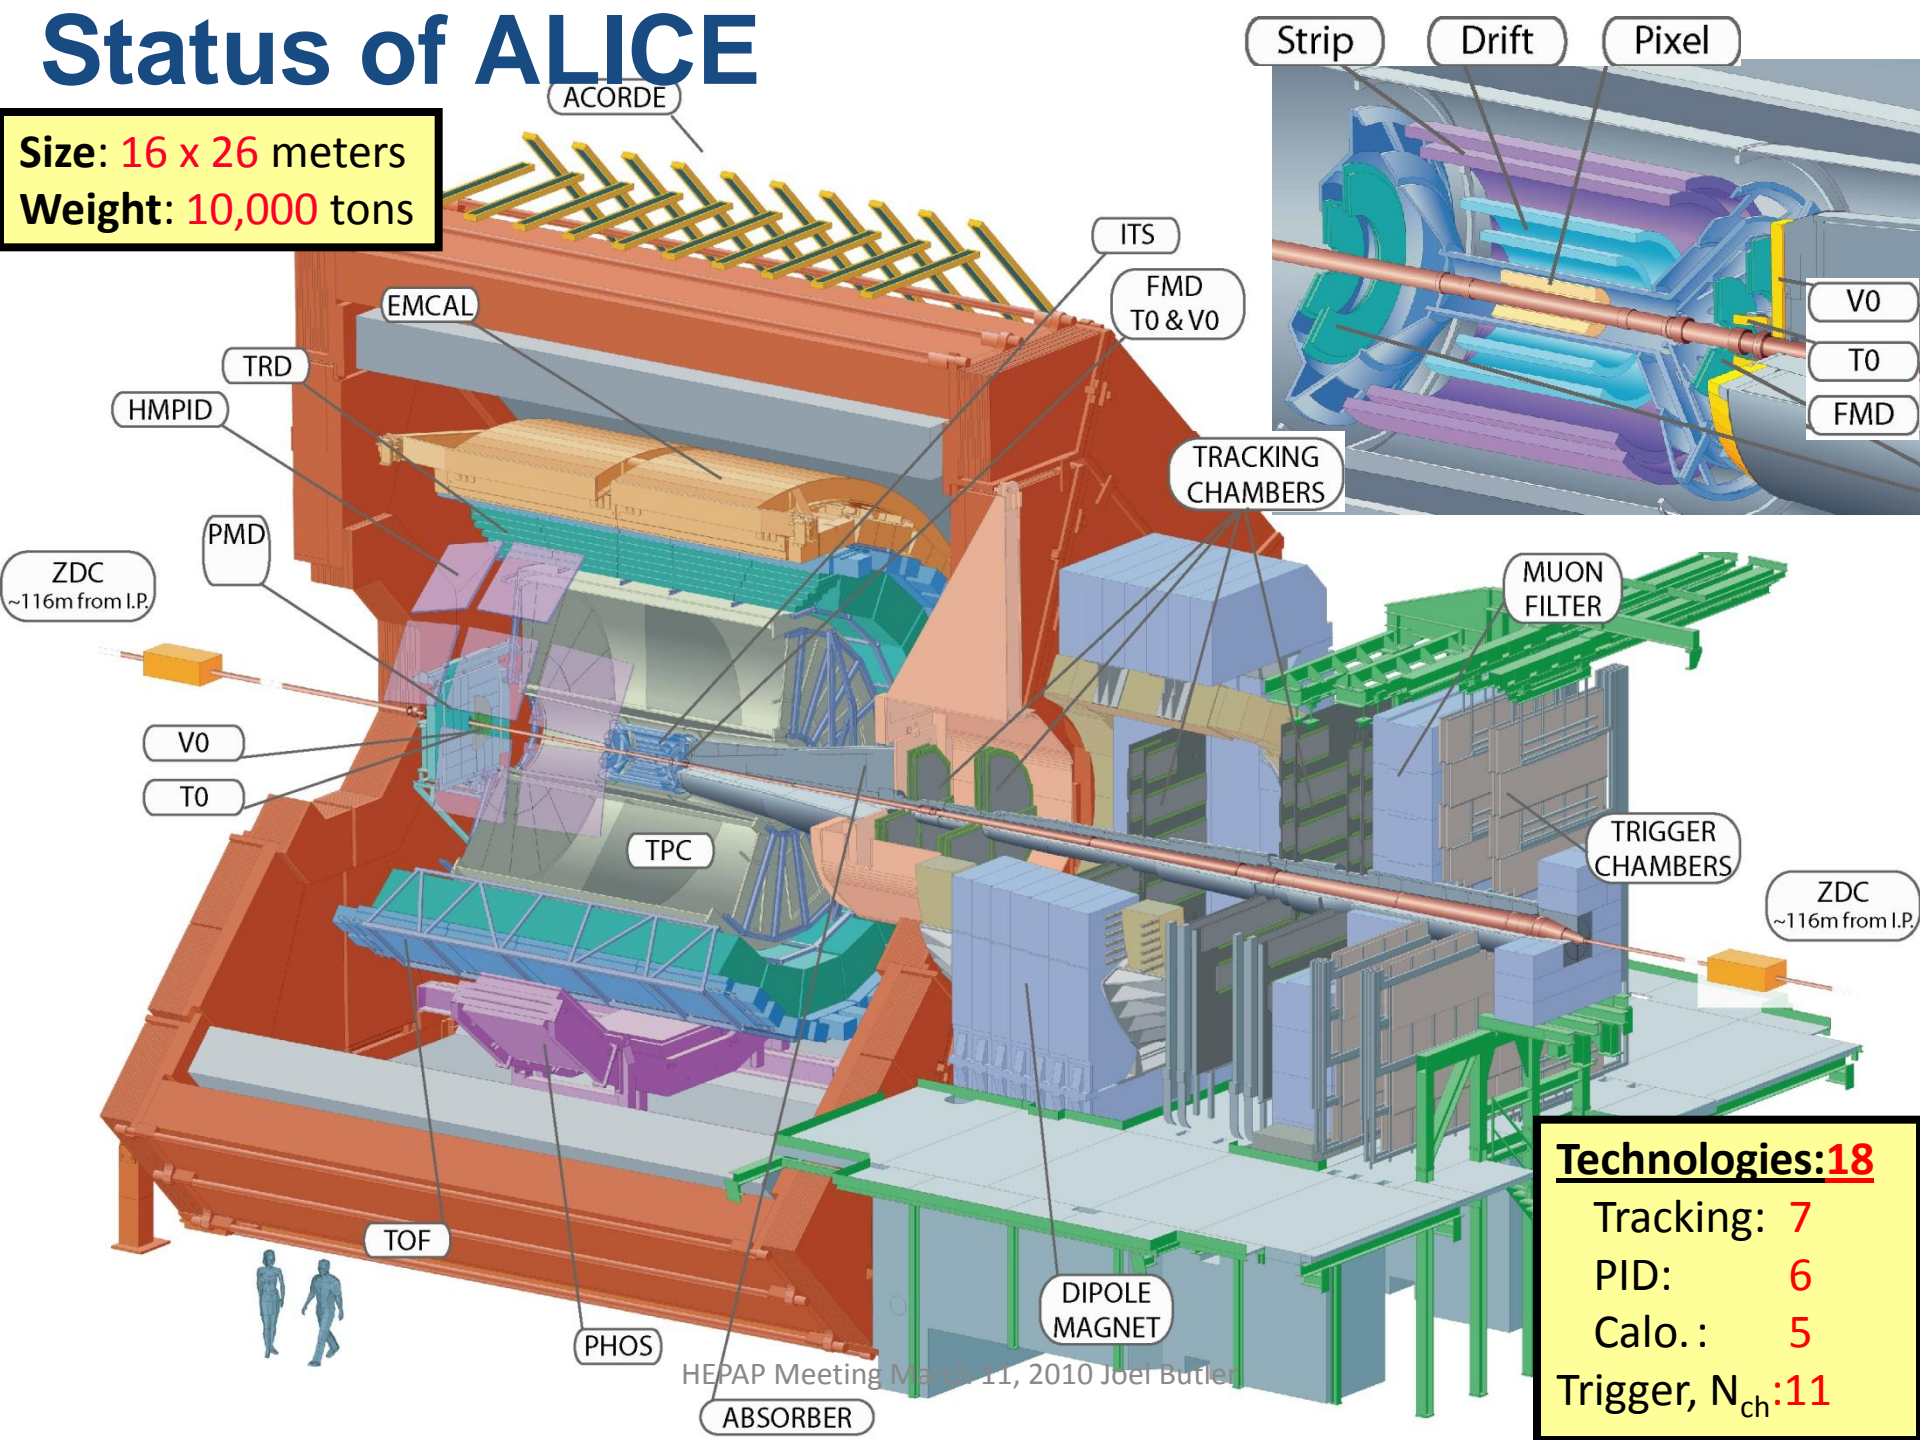 Status of ALICE
Size: 16 x 26 meters
Weight: 10,000 tons
ACORDE
Strip
Drift
Pixel
ITS
FMD
T0 & V0
EMCAL
TRD
HMPID
V0
T0
FMD
TRACKING
CHAMBERS
PMD
ZDC
~116m from I.P.
MUON
FILTER
V0
T0
TPC
TRIGGER
CHAMBERS
ZDC
~116m from I.P.
TOF
DIPOLE
MAGNET
PHOS
ABSORBER
HEPAP Meeting March 11, 2010 Joel Butler
Technologies:18
Tracking: 7
PID: 6
Calo. : 5
Trigger, Nch:11